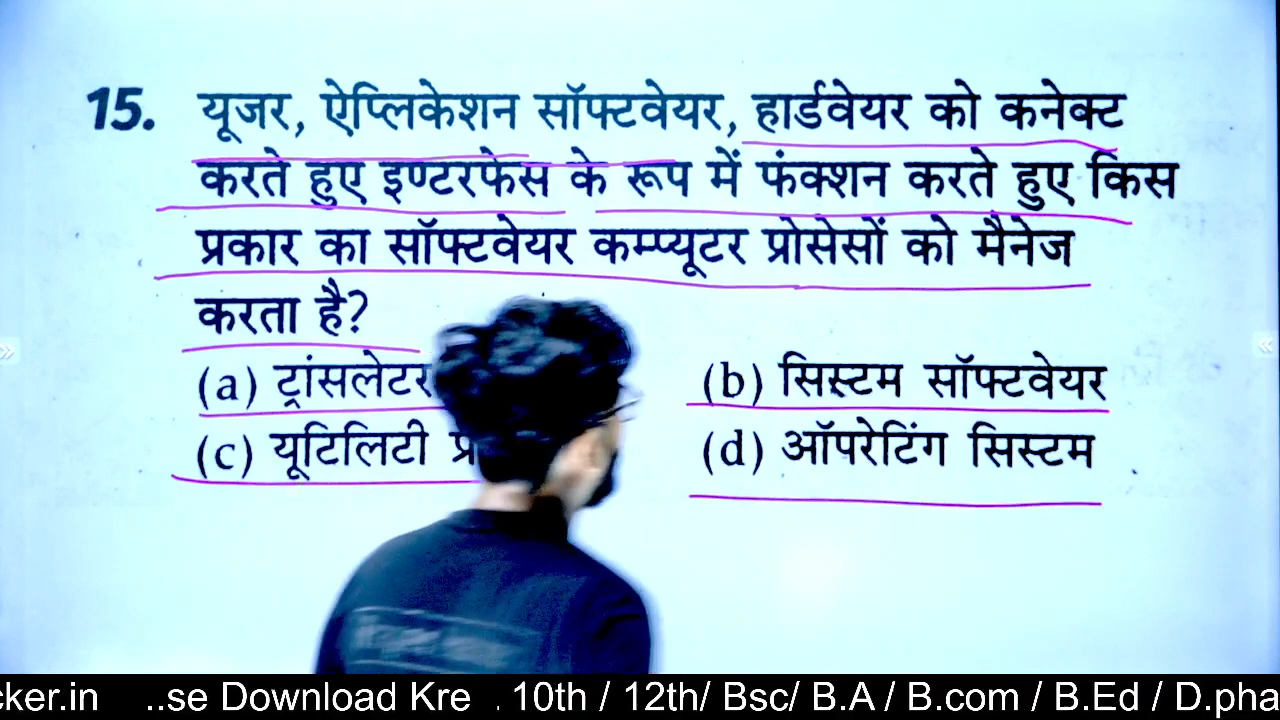 15. यूजर, ऐप्लिकेशन सॉफ्टवेयर, हार्डवेयर को कनेक्ट
करते हुए इण्टरफेस के रूप में फंक्शन करते हुए किस
प्रकार का सॉफ्टवेयर कम्प्यूटर प्रोसेसों को मैनेज
करता है?
(a) ट्रांसलेटर (b) सिस्टम सॉफ्टवेयर
(c) यूटिलिटी (d) ऑपरेटिंग सिस्टम
cker.in ..se Download Kre . 10th / 12th/ Bsc/ B.A / B.com / B.Ed / D.pha